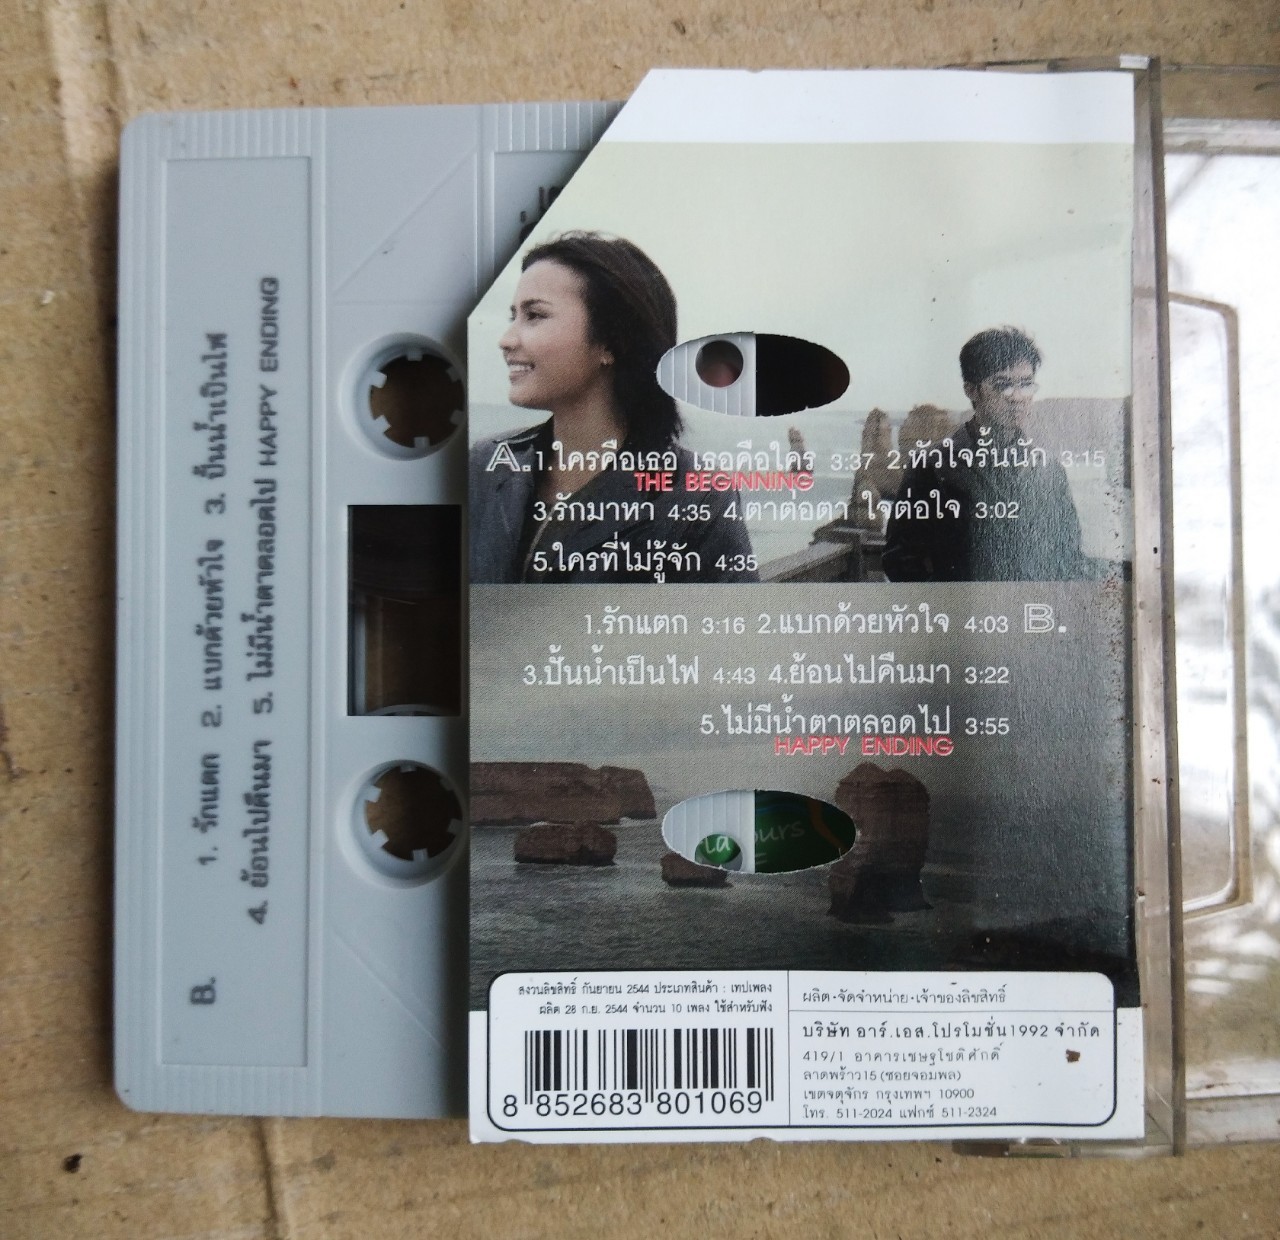 B. 1. รักแตก 2. แบกด้วยหัวใจ 3. ปั้นน้ำเป็นไฟ
4. ย้อนไปคืนมา 5. ไม่มีน้ำตาตลอดไป HAPPY ENDING
A. 1.ใครคือเธอ เธอคือใคร 3:37 2.หัวใจรั้นนัก 3:15
THE BEGINNING
3.รักมาหา 4:35 4.ตาต่อตา ใจต่อใจ 3:02
5.ใครที่ไม่รู้จัก 4:35
1.รักแตก 3:16 2.แบกด้วยหัวใจ 4:03 B.
3.ปั้นน้ำเป็นไฟ 4:43 4.ย้อนไปคืนมา 3:22
5.ไม่มีน้ำตาตลอดไป 3:55
HAPPY ENDING
สงวนลิขสิทธิ์ กันยายน 2544 ประเภทสินค้า : เทปเพลง
ผลิต 28 ก.ย. 2544 จำนวน 10 เพลง ใช้สำหรับฟัง
8 852683 801069
ผลิต•จัดจำหน่าย•เจ้าของลิขสิทธิ์
บริษัท อาร์.เอส.โปรโมชั่น1992 จำกัด
419/1 อาคารเชษฐโชติศักดิ์
ลาดพร้าว15 (ซอยจอมพล)
เขตจตุจักร กรุงเทพฯ 10900
โทร. 511-2024 แฟกซ์ 511-2324